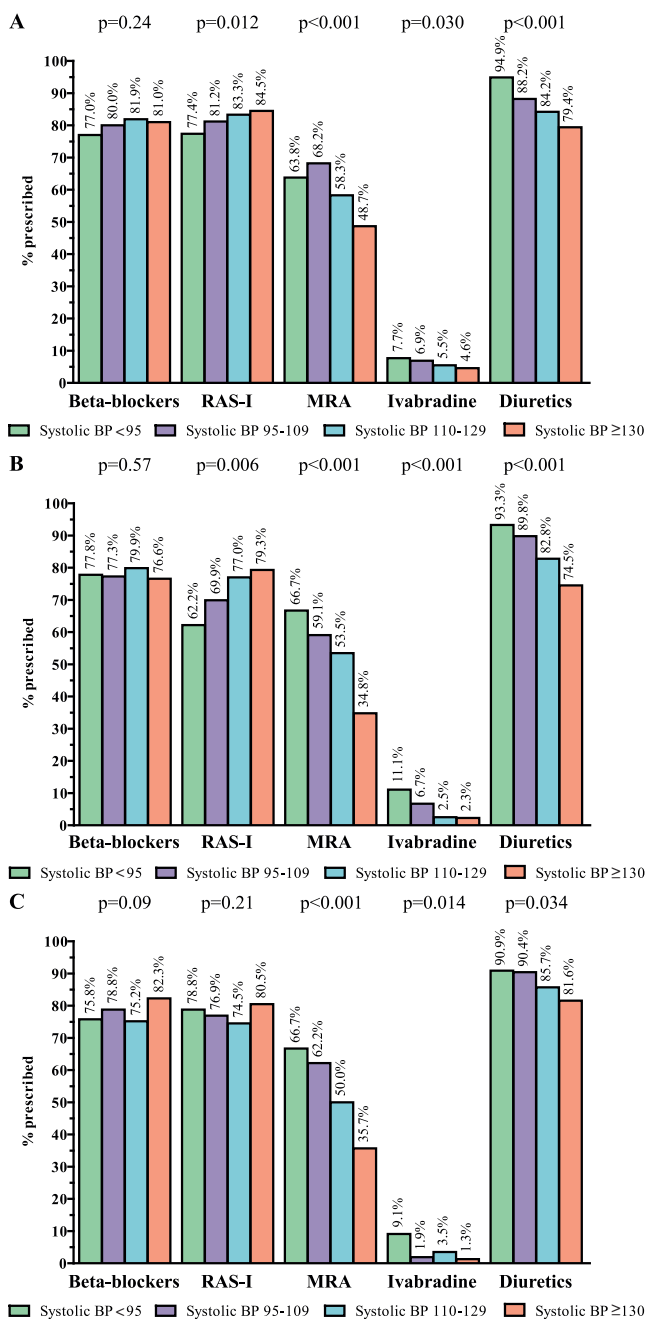 A
p=0.24 p=0.012 p<0.001 p=0.030 p<0.001
% prescribed
100
90
80
70
60
50
40
30
20
10
0
77.0% 80.0% 81.9% 81.0%
77.4% 81.2% 83.3% 84.5%
63.8% 68.2% 58.3% 48.7%
7.7% 6.9% 5.5% 4.6%
94.9% 88.2% 84.2% 79.4%
Beta-blockers RAS-I MRA Ivabradine Diuretics
Systolic BP <95 Systolic BP 95-109 Systolic BP 110-129 Systolic BP ≥130
B
p=0.57 p=0.006 p<0.001 p<0.001 p<0.001
% prescribed
100
90
80
70
60
50
40
30
20
10
0
77.8% 77.3% 79.9% 76.6%
62.2% 69.9% 77.0% 79.3%
66.7% 59.1% 53.5% 34.8%
11.1% 6.7% 2.5% 2.3%
93.3% 89.8% 82.8% 74.5%
Beta-blockers RAS-I MRA Ivabradine Diuretics
Systolic BP <95 Systolic BP 95-109 Systolic BP 110-129 Systolic BP ≥130
C
p=0.09 p=0.21 p<0.001 p=0.014 p=0.034
% prescribed
100
90
80
70
60
50
40
30
20
10
0
75.8% 78.8% 75.2% 82.3%
78.8% 76.9% 74.5% 80.5%
66.7% 62.2% 50.0% 35.7%
9.1% 1.9% 3.5% 1.3%
90.9% 90.4% 85.7% 81.6%
Beta-blockers RAS-I MRA Ivabradine Diuretics
Systolic BP <95 Systolic BP 95-109 Systolic BP 110-129 Systolic BP ≥130